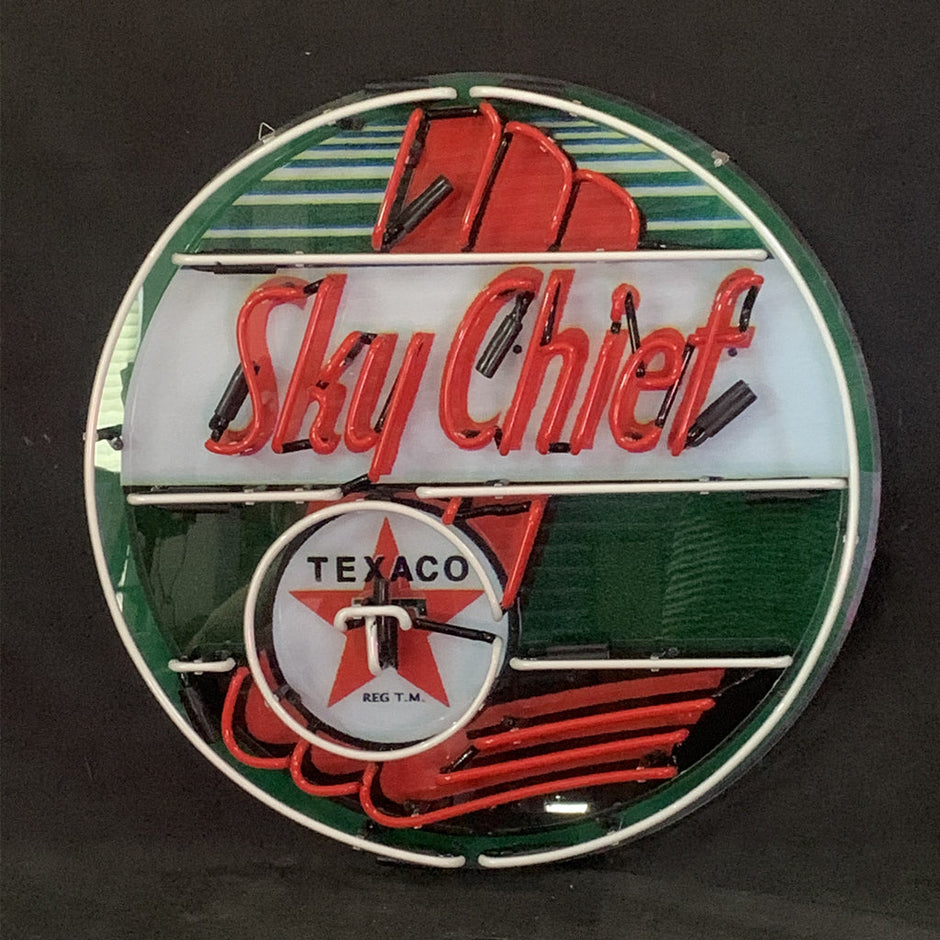 Sky Chief
TEXACO
T
REG T.M.